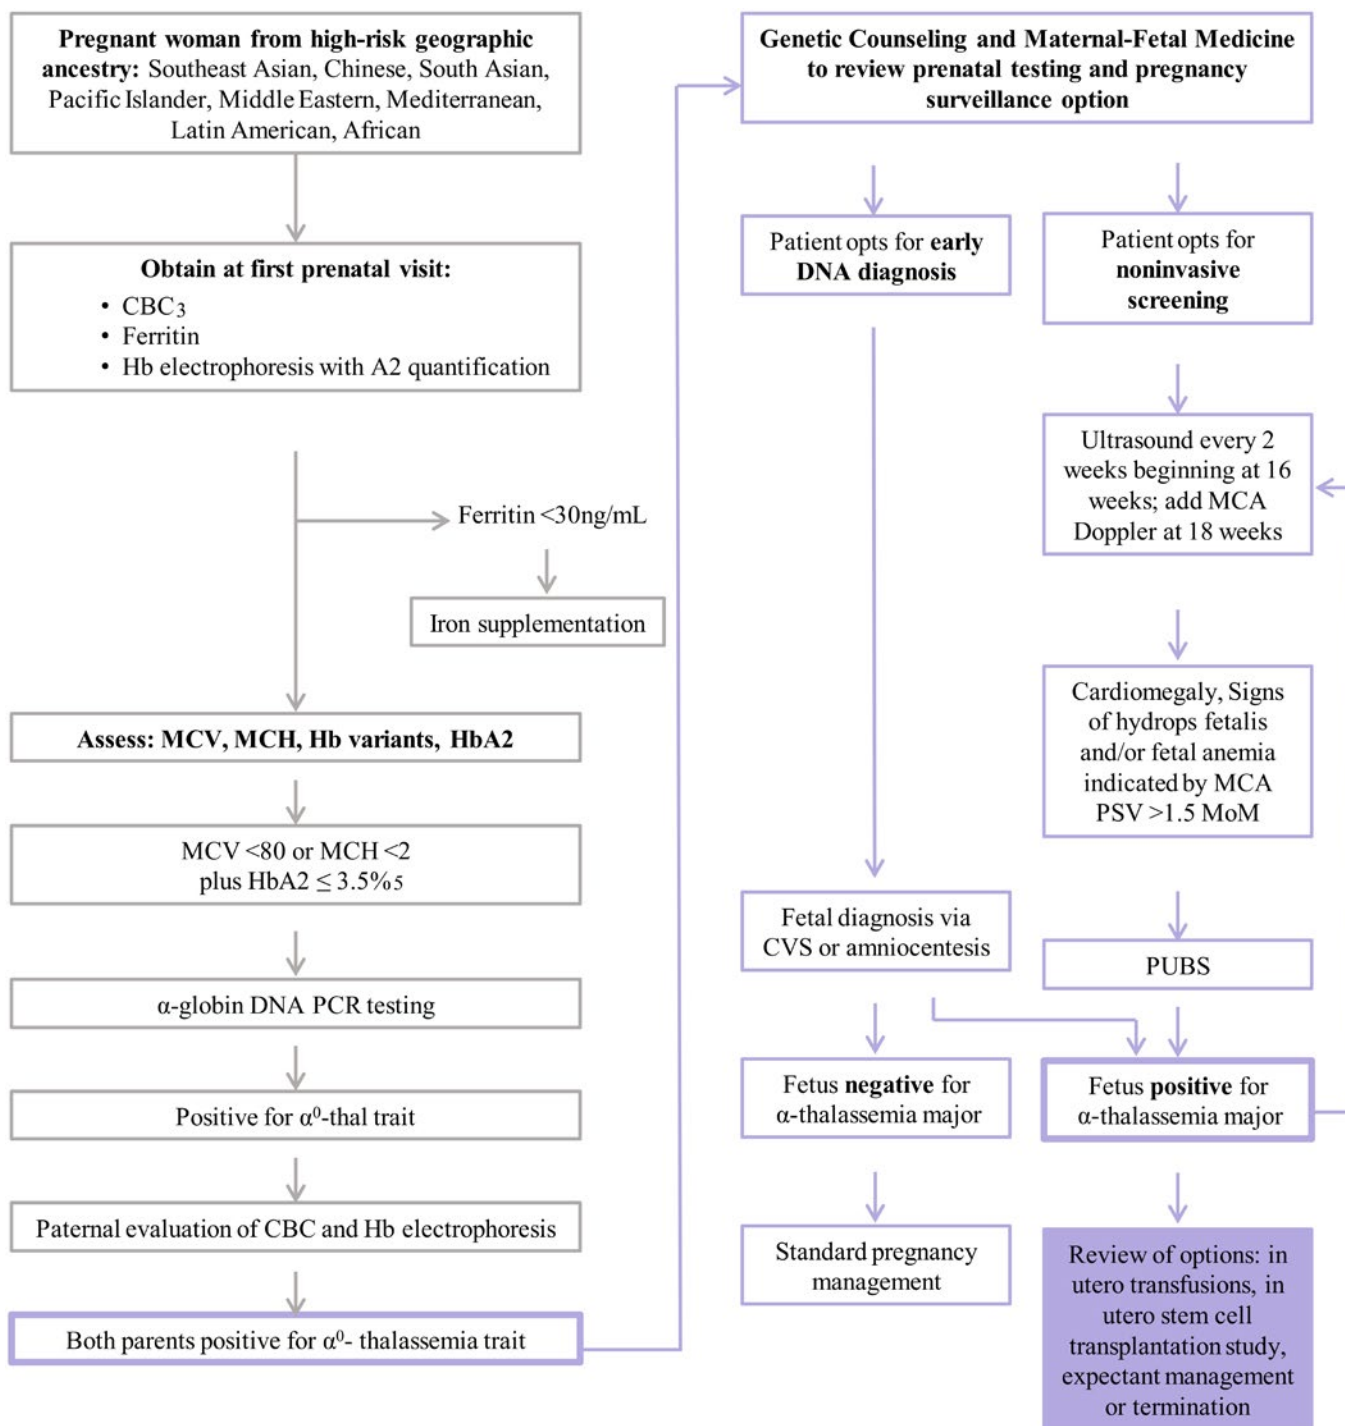 Pregnant woman from high-risk geographic
ancestry: Southeast Asian, Chinese, South Asian,
Pacific Islander, Middle Eastern, Mediterranean,
Latin American, African
Obtain at first prenatal visit:
• CBC3
• Ferritin
• Hb electrophoresis with A2 quantification
Ferritin <30ng/mL
Iron supplementation
Assess: MCV, MCH, Hb variants, HbA2
MCV <80 or MCH <2
plus HbA2 ≤ 3.5%5
α-globin DNA PCR testing
Positive for α⁰-thal trait
Paternal evaluation of CBC and Hb electrophoresis
Both parents positive for α⁰- thalassemia trait
Genetic Counseling and Maternal-Fetal Medicine
to review prenatal testing and pregnancy
surveillance option
Patient opts for early
DNA diagnosis
Fetal diagnosis via
CVS or amniocentesis
Fetus negative for
α-thalassemia major
Standard pregnancy
management
Patient opts for
noninvasive
screening
Ultrasound every 2
weeks beginning at 16
weeks; add MCA
Doppler at 18 weeks
Cardiomegaly, Signs
of hydrops fetalis
and/or fetal anemia
indicated by MCA
PSV >1.5 MoM
PUBS
Fetus positive for
α-thalassemia major
Review of options: in
utero transfusions, in
utero stem cell
transplantation study,
expectant management
or termination